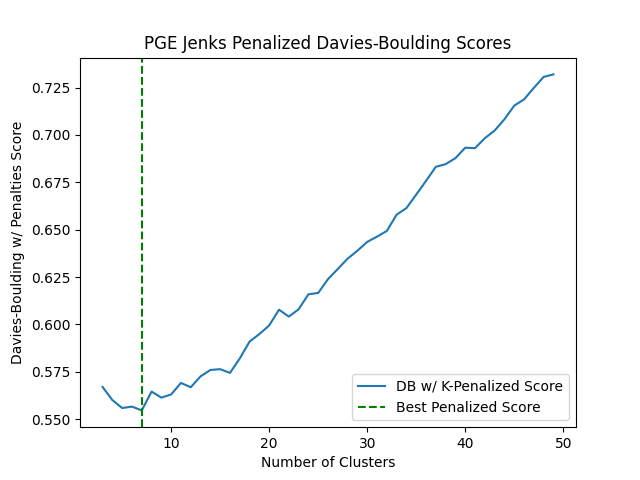 PGE Jenks Penalized Davies-Boulding Scores
Davies-Boulding w/ Penalties Score
0.725
0.700
0.675
0.650
0.625
0.600
0.575
0.550
DB w/ K-Penalized Score
Best Penalized Score
10
20
30
40
50
Number of Clusters